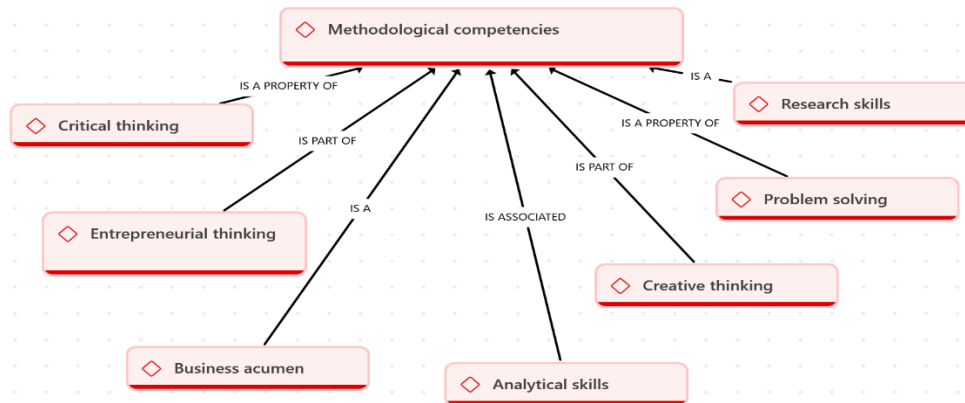 Methodological competencies
IS A
IS A PROPERTY OF
Research skills
Critical thinking
IS A PROPERTY OF
IS PART OF
IS PART OF
Problem solving
IS A
IS ASSOCIATED
Entrepreneurial thinking
Creative thinking
Business acumen
Analytical skills